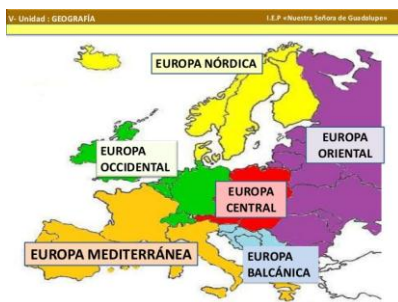 V- Unidad : GEOGRAFÍA
I.E.P «Nuestra Señora de Guadalupe»
EUROPA NÓRDICA
EUROPA
OCCIDENTAL
EUROPA
ORIENTAL
EUROPA
CENTRAL
EUROPA MEDITERRÁNEA
EUROPA
BALCÁNICA